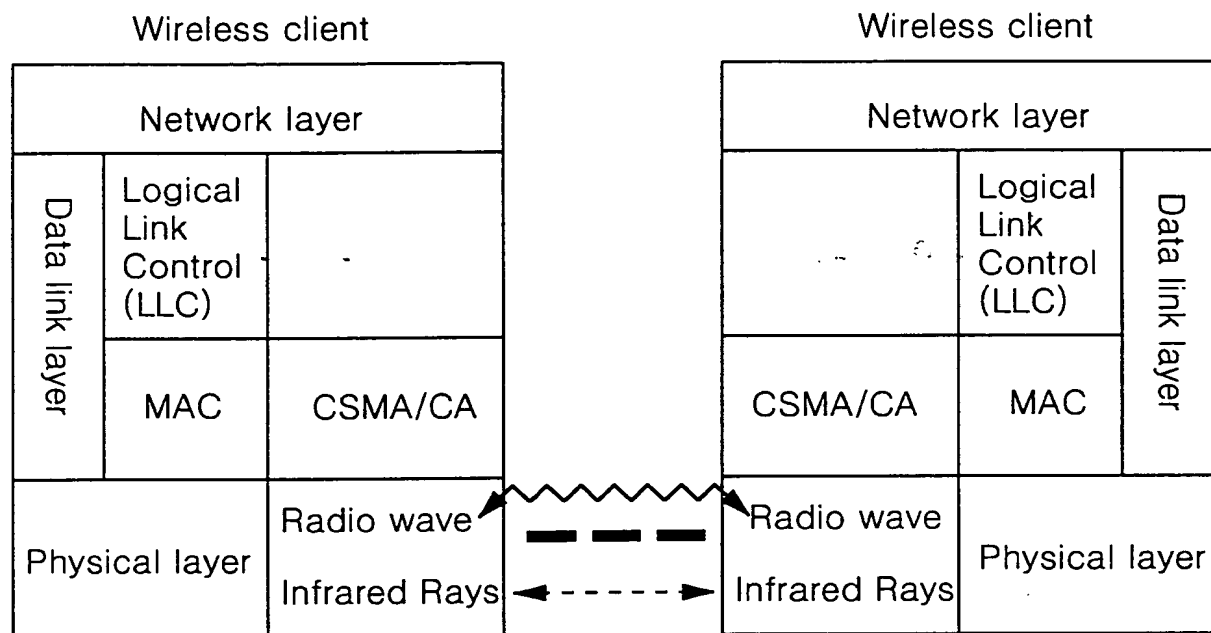 Wireless client
Network layer
Data link layer
Logical
Link
Control
(LLC)
MAC
CSMA/CA
Physical layer
Radio wave
Infrared Rays
Wireless client
Network layer
Logical
Link
Control
(LLC)
Data link layer
CSMA/CA
MAC
Radio wave
Infrared Rays
Physical layer